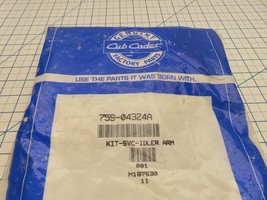 GENUINE
Cub Cadet
FACTORY PARTS
USE THE PARTS IT WAS BORN WITH.
759-04324A
KIT-SVC-IDLER ARM
001
M107530
11